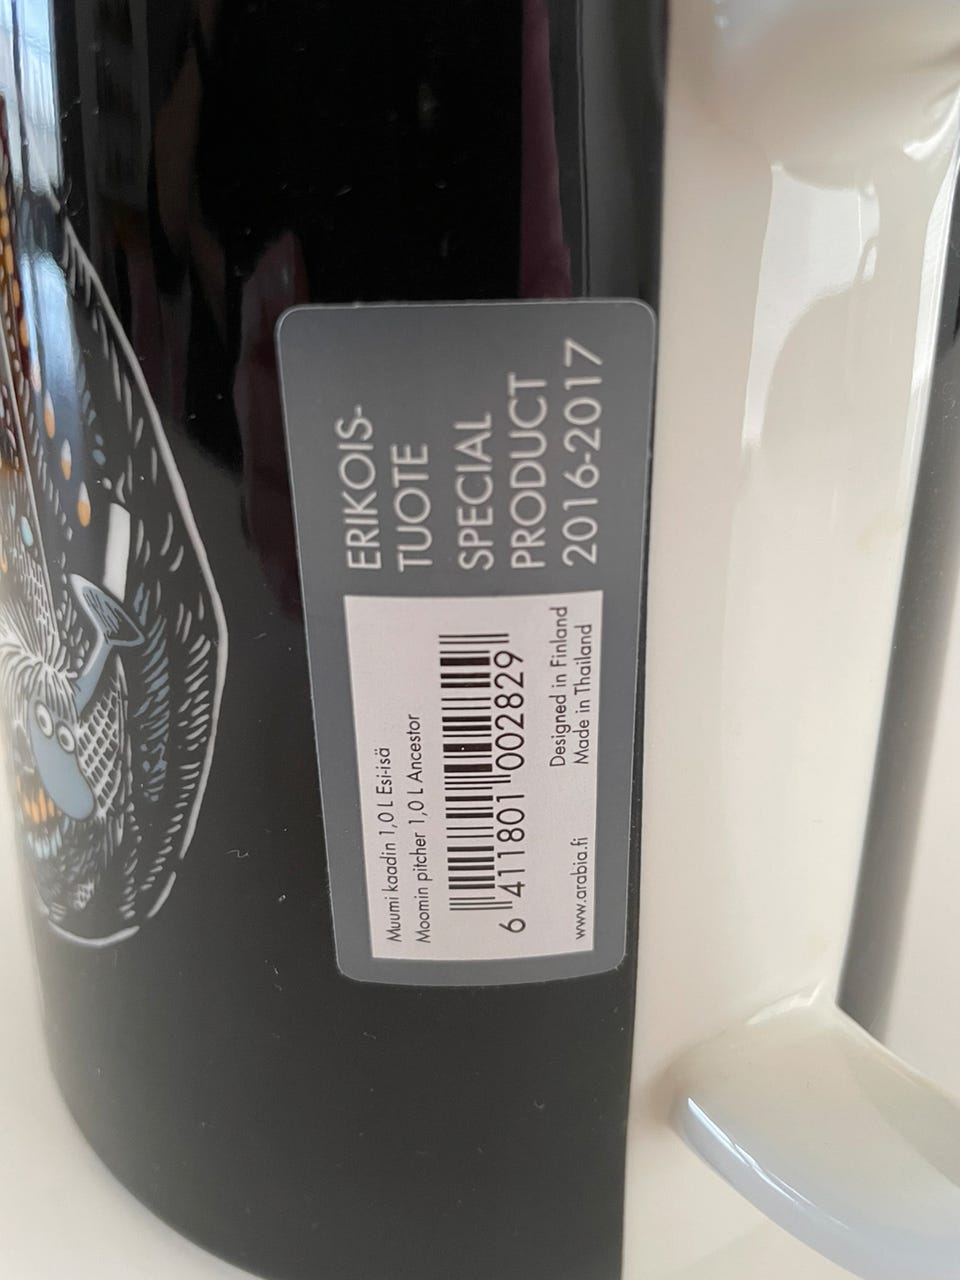 ERIKOIS-
TUOTE
SPECIAL
PRODUCT
2016-2017
Muumi kaadin 1,0 L Esi-isä
Moomin pitcher 1,0 L Ancestor
6 411801 002829
Designed in Finland
www.arabia.fi Made in Thailand